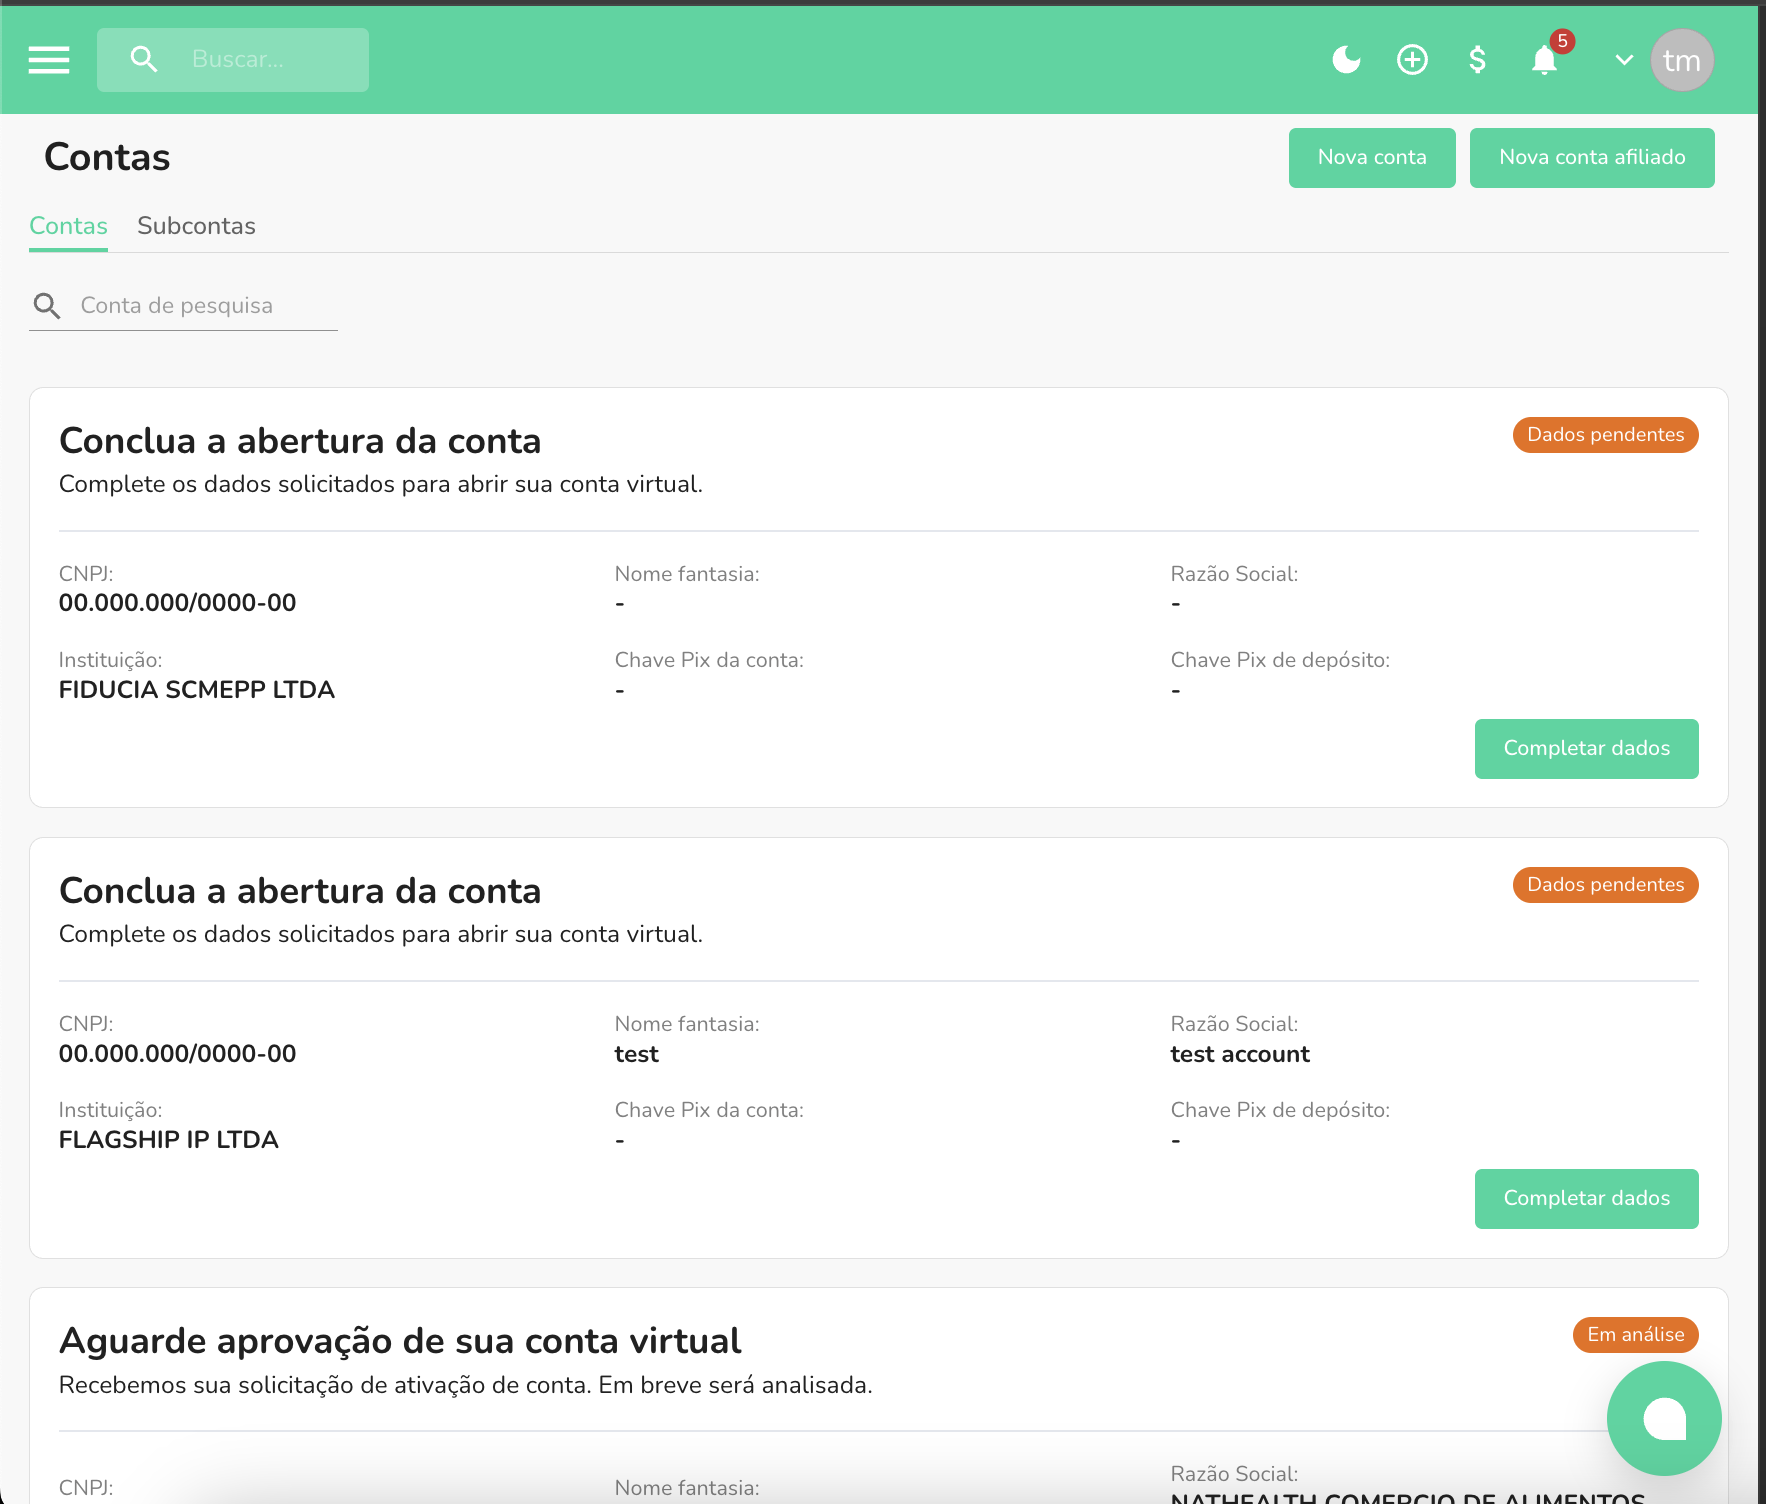 Buscar...
5
tm
Contas
Nova conta
Nova conta afiliado
Contas
Subcontas
Conta de pesquisa
Conclua a abertura da conta
Dados pendentes
Complete os dados solicitados para abrir sua conta virtual.
CNPJ:
Nome fantasia:
Razão Social:
00.000.000/0000-00
-
-
Instituição:
Chave Pix da conta:
Chave Pix de depósito:
FIDUCIA SCMEPP LTDA
-
-
Completar dados
Conclua a abertura da conta
Dados pendentes
Complete os dados solicitados para abrir sua conta virtual.
CNPJ:
Nome fantasia:
Razão Social:
00.000.000/0000-00
test
test account
Instituição:
Chave Pix da conta:
Chave Pix de depósito:
FLAGSHIP IP LTDA
-
-
Completar dados
Aguarde aprovação de sua conta virtual
Em análise
Recebemos sua solicitação de ativação de conta. Em breve será analisada.
CNPJ:
Nome fantasia:
Razão Social:
NATHEALTH COMERCIO DE ALIMENTOS